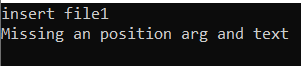 insert file1
Missing an position arg and text